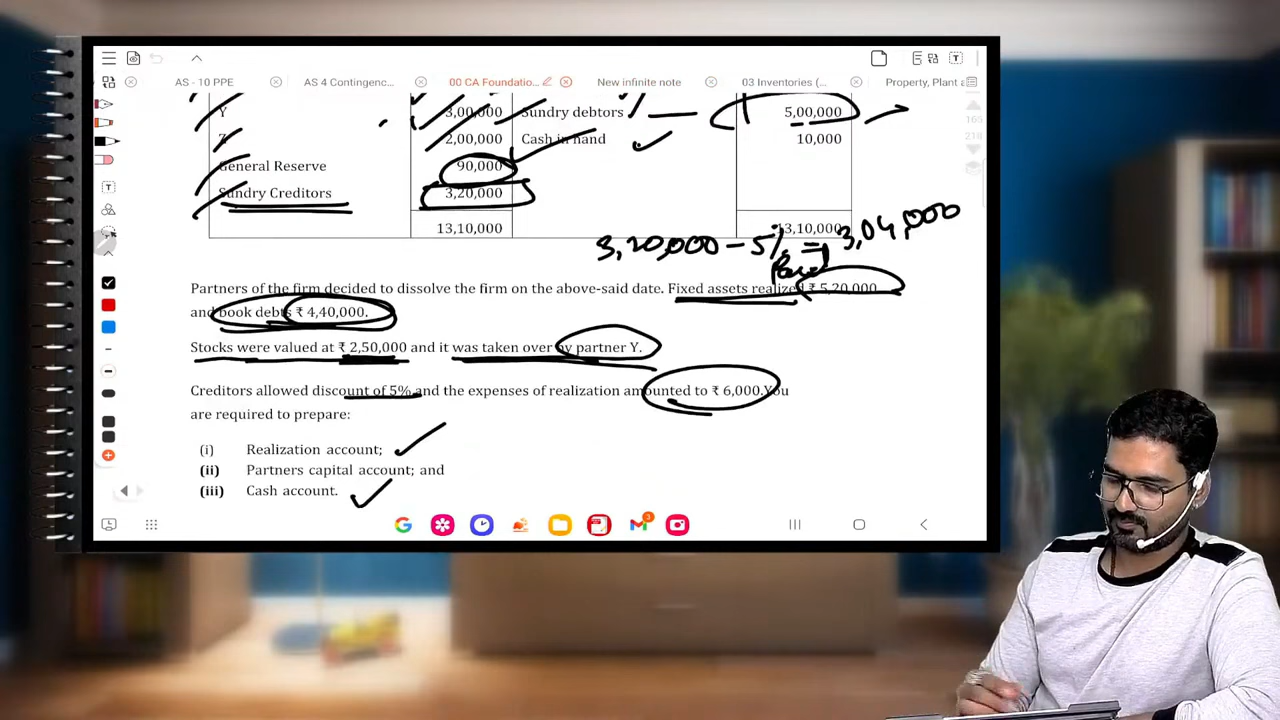 AS - 10 PPE
AS 4 Contingenc...
00 CA Foundatio...
New infinite note
03 Inventories (...
Property, Plant a
Y 3,00,000 Sundry debtors 5,00,000
Z 2,00,000 Cash in hand 10,000
General Reserve 90,000
Sundry Creditors 3,20,000
13,10,000 13,10,000
3,20,000 - 5% = 3,04,000
Partners of the firm decided to dissolve the firm on the above-said date. Fixed assets realized ₹ 5,20,000
and book debts ₹ 4,40,000.
Stocks were valued at ₹ 2,50,000 and it was taken over by partner Y.
Creditors allowed discount of 5% and the expenses of realization amounted to ₹ 6,000.You
are required to prepare:
(i) Realization account;
(ii) Partners capital account; and
(iii) Cash account.